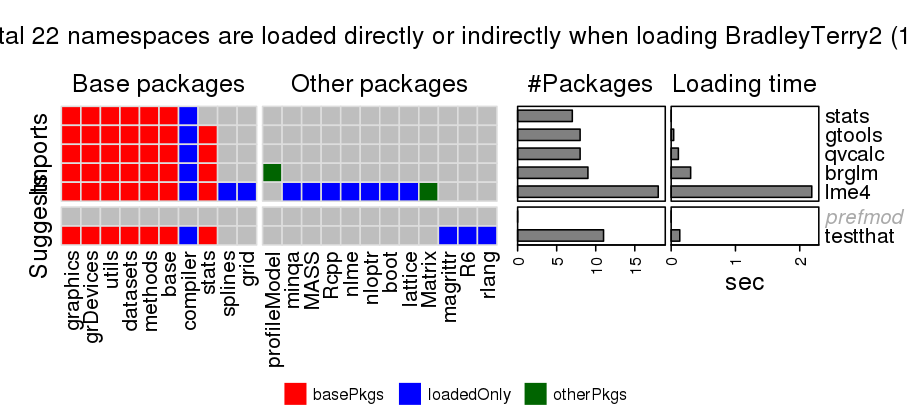 tal 22 namespaces are loaded directly or indirectly when loading BradleyTerry2 (1
Base packages
Other packages
#Packages
Loading time
Imports
Suggests
stats
gtools
qvcalc
brglm
lme4
prefmod
testthat
graphics
grDevices
utils
datasets
methods
base
compiler
stats
splines
grid
profileModel
minqa
MASS
Rcpp
nlme
nloptr
boot
lattice
Matrix
magrittr
R6
rlang
0
5
10
15
0
1
2
sec
basePkgs
loadedOnly
otherPkgs